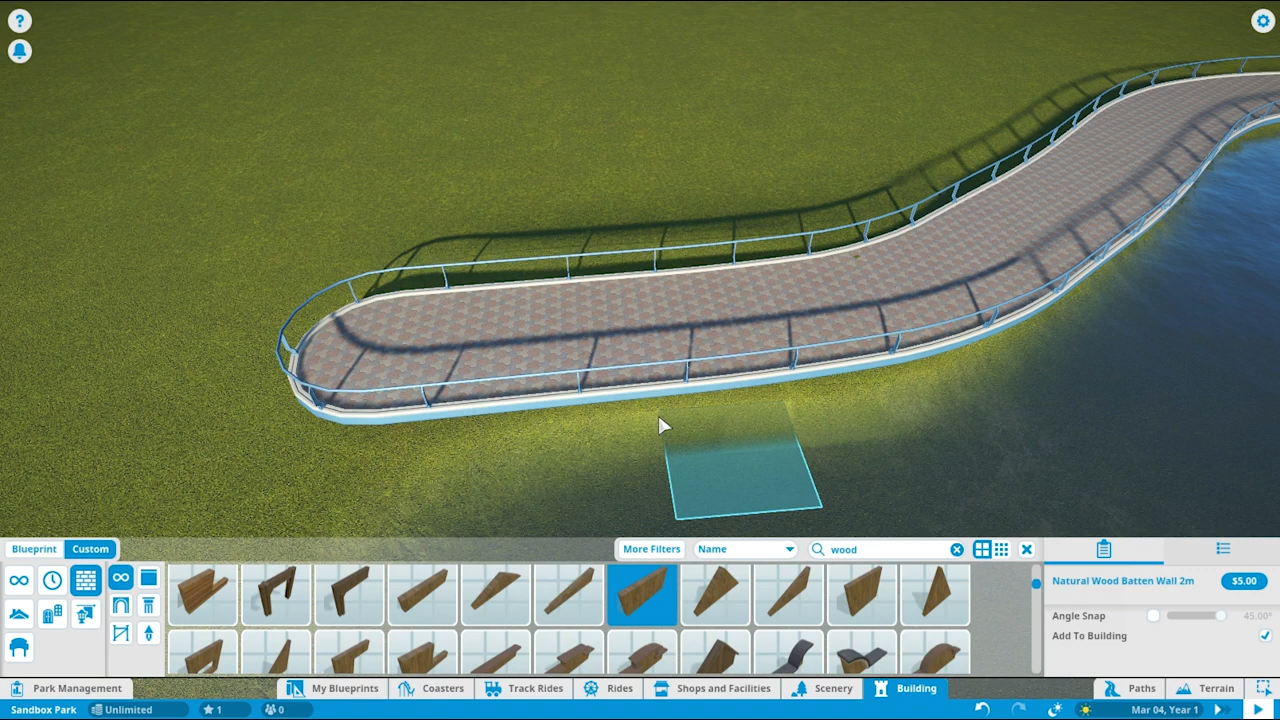 ?
Blueprint Custom
More Filters Name wood
Natural Wood Batten Wall 2m $5.00
Angle Snap 45.00°
Add To Building
Park Management My Blueprints Coasters Track Rides Rides Shops and Facilities Scenery Building Paths Terrain
Sandbox Park Unlimited 1 0 Mar 04, Year 1